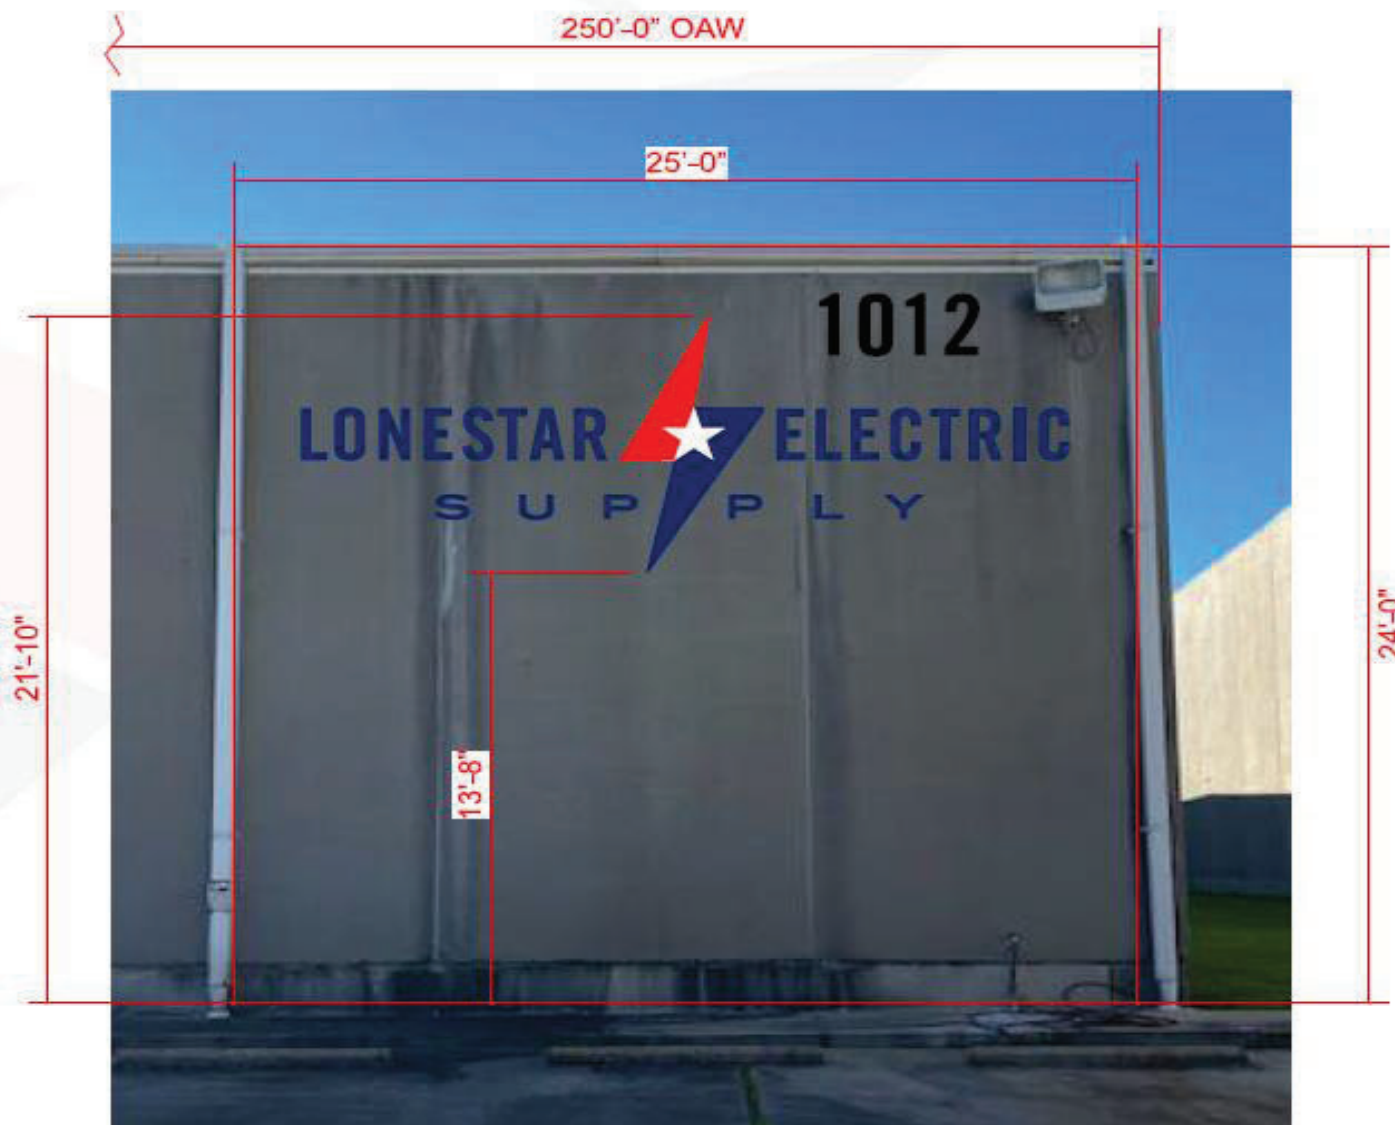 250'-0" OAW
25'-0"
1012
LONESTAR ELECTRIC
SUPPLY
21'-10"
13'-8"
24'-0"